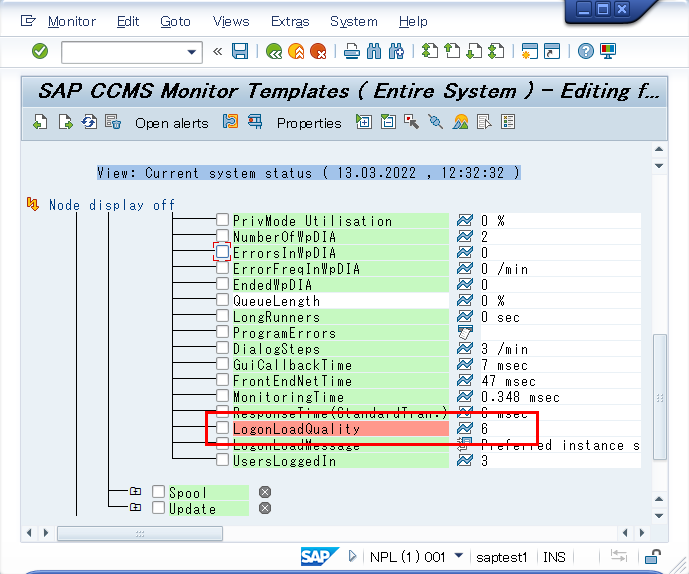 Monitor Edit Goto Views Extras System Help
SAP CCMS Monitor Templates ( Entire System ) - Editing f...
Open alerts Properties
View: Current system status ( 13.03.2022 , 12:32:32 )
Node display off
PrivMode Utilisation 0 %
NumberOfWpDIA 2
ErrorsInWpDIA 0
ErrorFreqInWpDIA 0 /min
EndedWpDIA 0
QueueLength 0 %
LongRunners 0 sec
ProgramErrors
DialogSteps 3 /min
GuiCallbackTime 7 msec
FrontEndNetTime 47 msec
MonitoringTime 0.348 msec
ResponseTime(StandardTran.) 6 msec
LogonLoadQuality 6
LogonLoadMessage Preferred instance s
UsersLoggedIn 3
Spool
Update
SAP NPL (1) 001 saptest1 INS